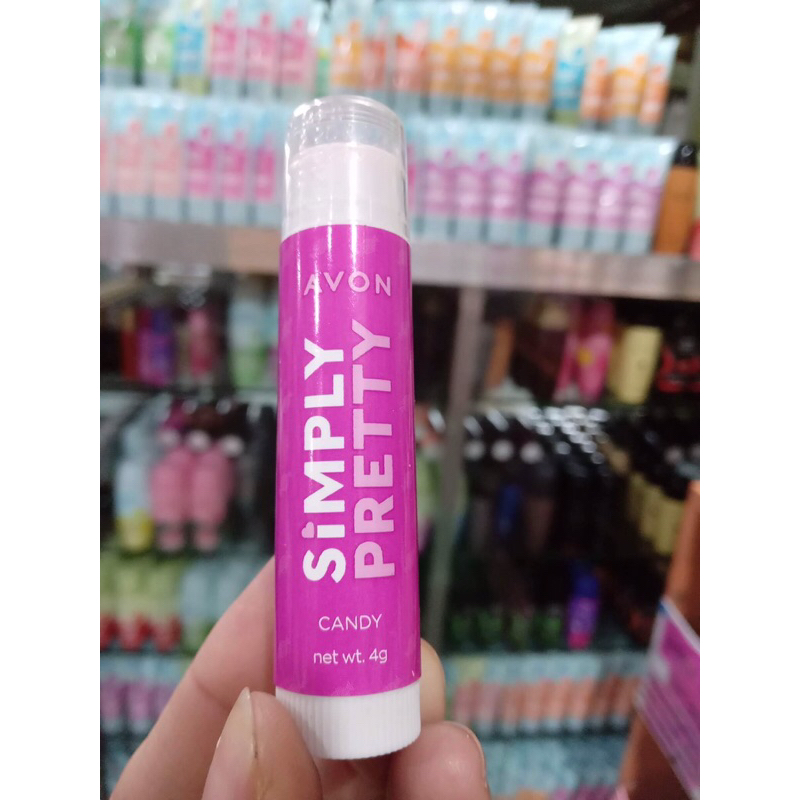 AVON
SiMPLY
PRETTY
CANDY
net wt. 4g